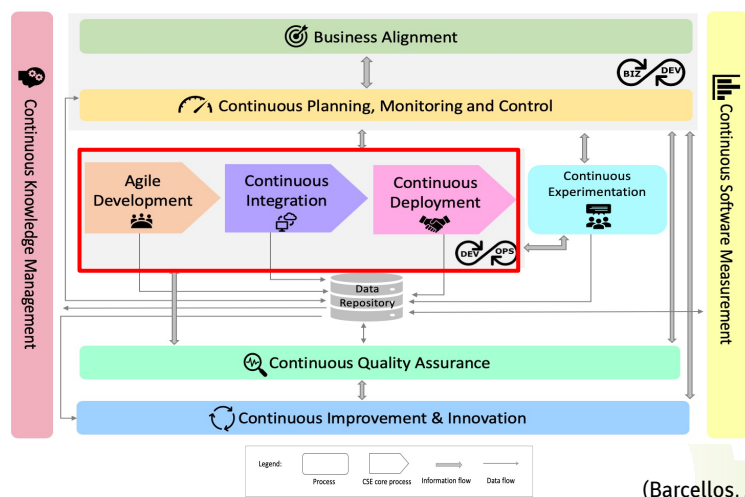 Business Alignment
BIZ
DEV
Continuous Planning, Monitoring and Control
Continuous Knowledge Management
Continuous Software Measurement
Agile
Development
Continuous
Integration
Continuous
Deployment
Continuous
Experimentation
DEV
OPS
Data
Repository
Continuous Quality Assurance
Continuous Improvement & Innovation
Legend:
Process
CSE core process
Information flow
Data flow
(Barcellos,